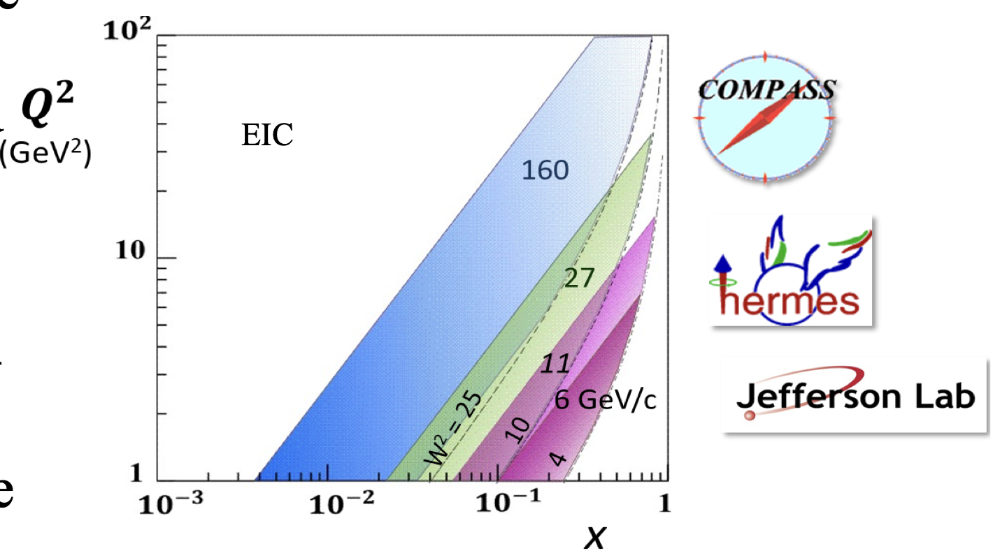 e
10²
Q²
(GeV²)
EIC
160
COMPASS
10
27
hermes
11
6 GeV/c
W² = 25
10
4
Jefferson Lab
e
1
10⁻³
10⁻²
10⁻¹
1
x